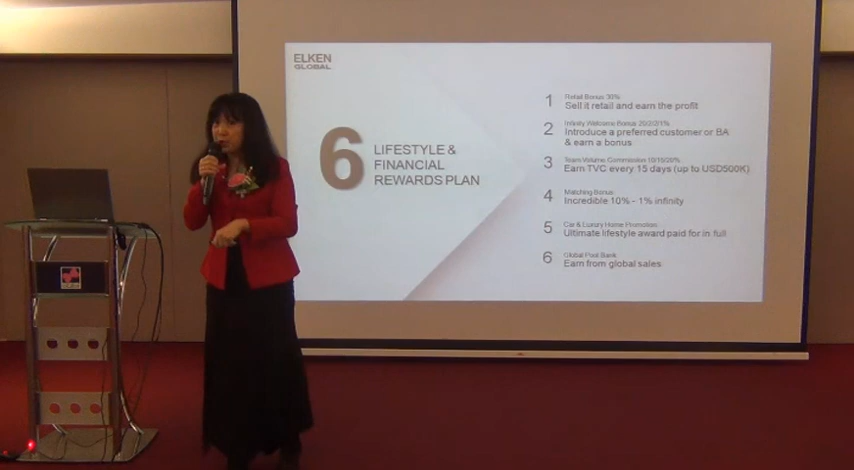 ELKEN
GLOBAL
6
LIFESTYLE &
FINANCIAL
REWARDS PLAN
1
Retail Bonus 30%
Sell it retail and earn the profit
2
Infinity Welcome Bonus 20/2/2/1%
Introduce a preferred customer or BA
& earn a bonus
3
Team Volume Commission 10/15/20%
Earn TVC every 15 days (up to USD500K)
4
Matching Bonus
Incredible 10% - 1% infinity
5
Car & Luxury Home Promotion
Ultimate lifestyle award paid for in full
6
Global Pool Bank
Earn from global sales